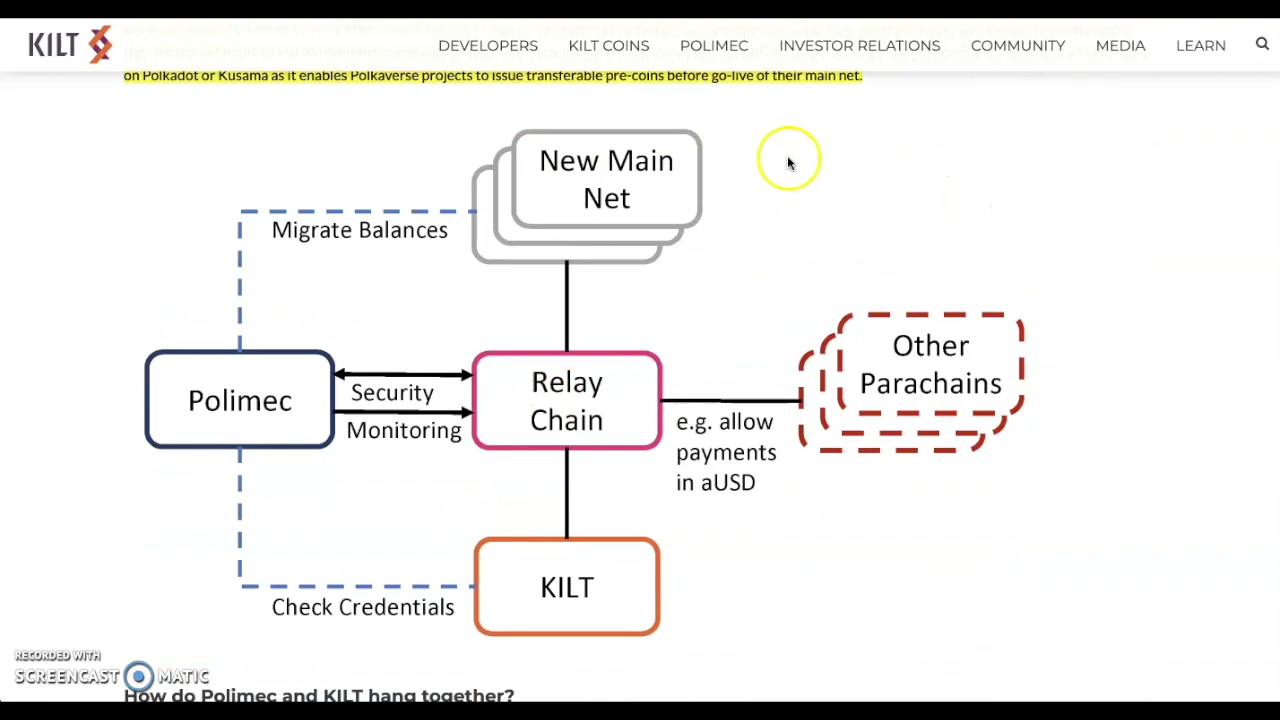 KILT
DEVELOPERS KILT COINS POLIMEC INVESTOR RELATIONS COMMUNITY MEDIA LEARN
on Polkadot or Kusama as it enables Polkaverse projects to issue transferable pre-coins before go-live of their main net.
New Main
Net
Migrate Balances
Other
Parachains
Polimec
Security
Monitoring
Relay
Chain
e.g. allow
payments
in aUSD
KILT
Check Credentials
RECORDED WITH
SCREENCAST MATIC
How do Polimec and KILT hang together?